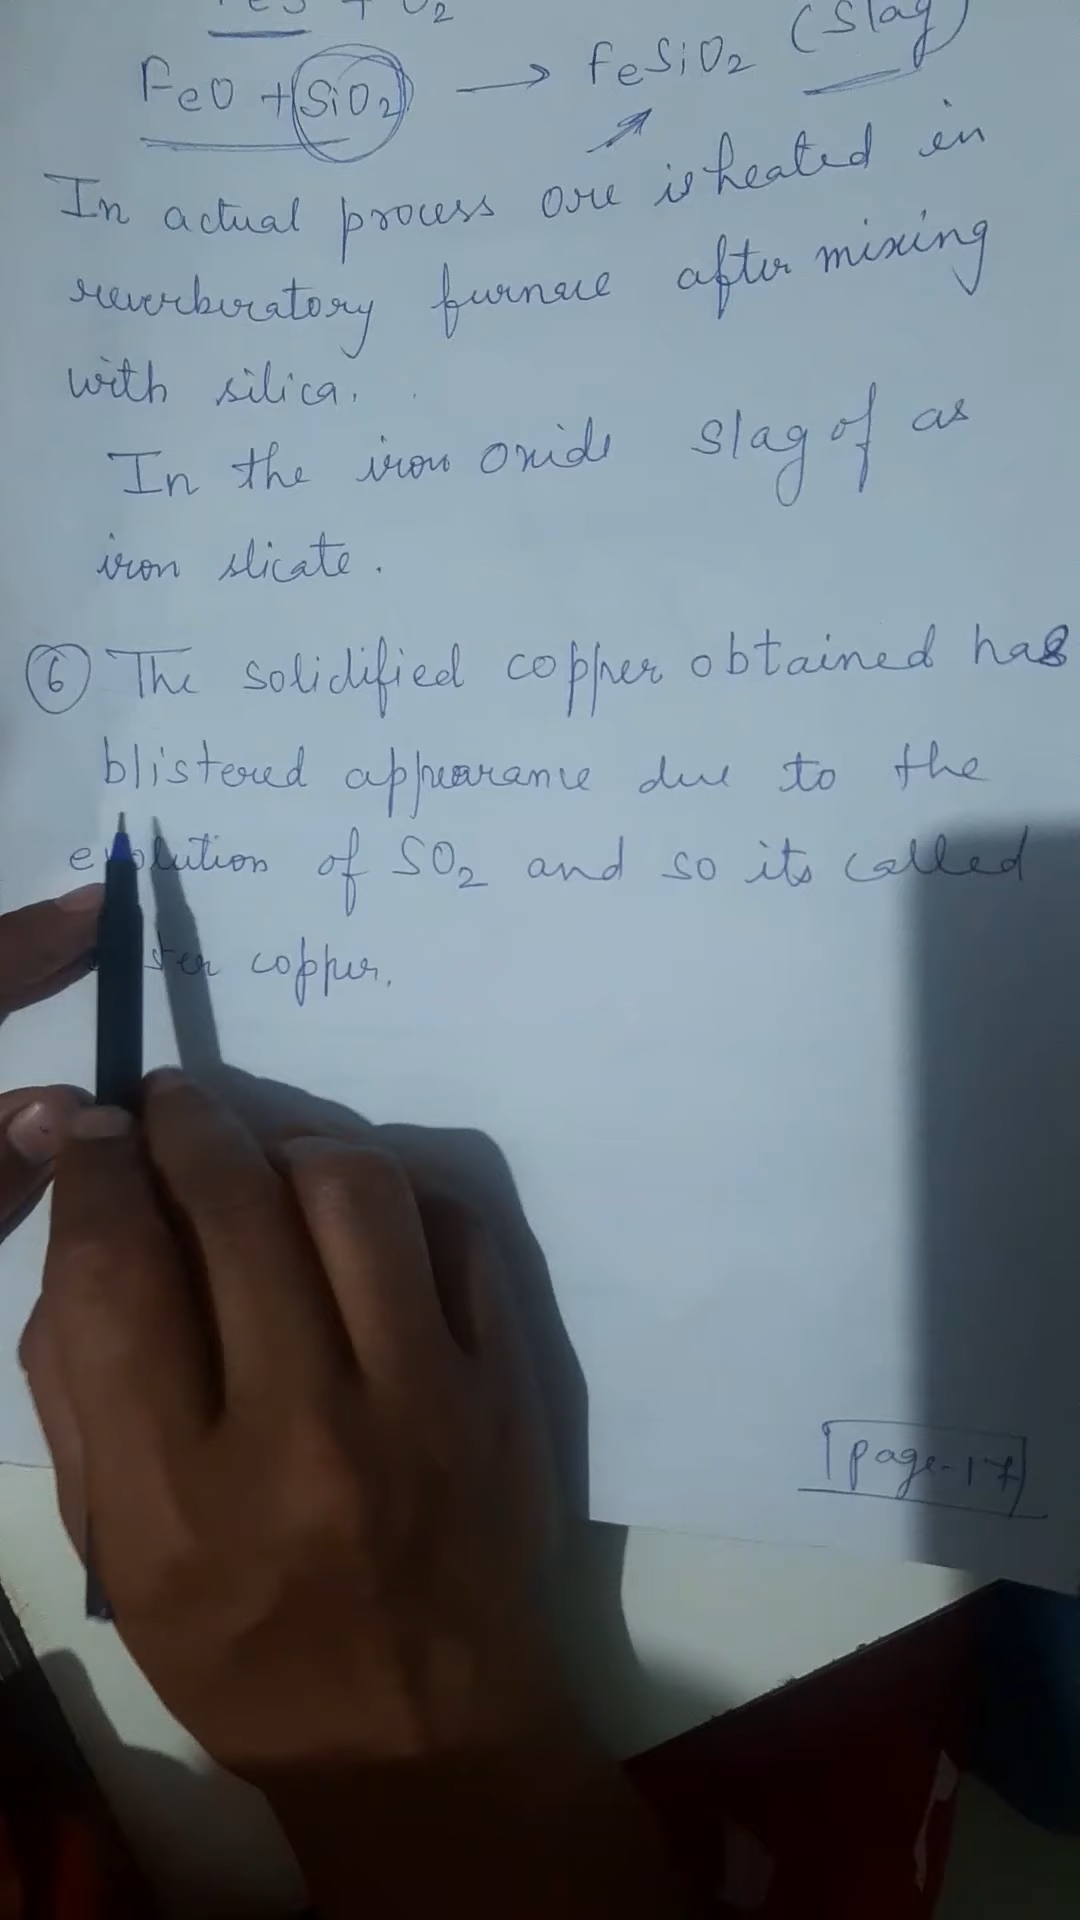 + O2
FeO + SiO2 → FeSiO2 (Slag)
In actual process ore is heated in
reverberatory furnace after mixing
with silica.
In the iron oxide slag of as
iron slicate.
6 The solidified copper obtained has
blistered appearance due to the
evolution of SO2 and so its called
copper.
page-17